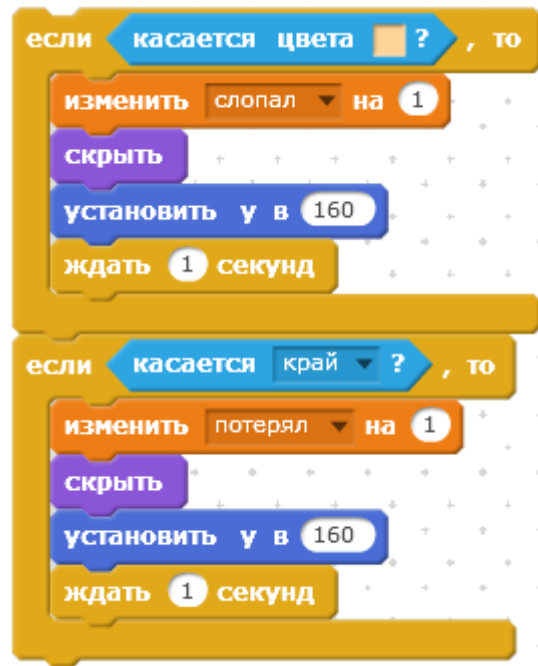 если касается цвета ? , то
изменить слопал на 1
скрыть
установить y в 160
ждать 1 секунд
если касается край ? , то
изменить потерял на 1
скрыть
установить y в 160
ждать 1 секунд